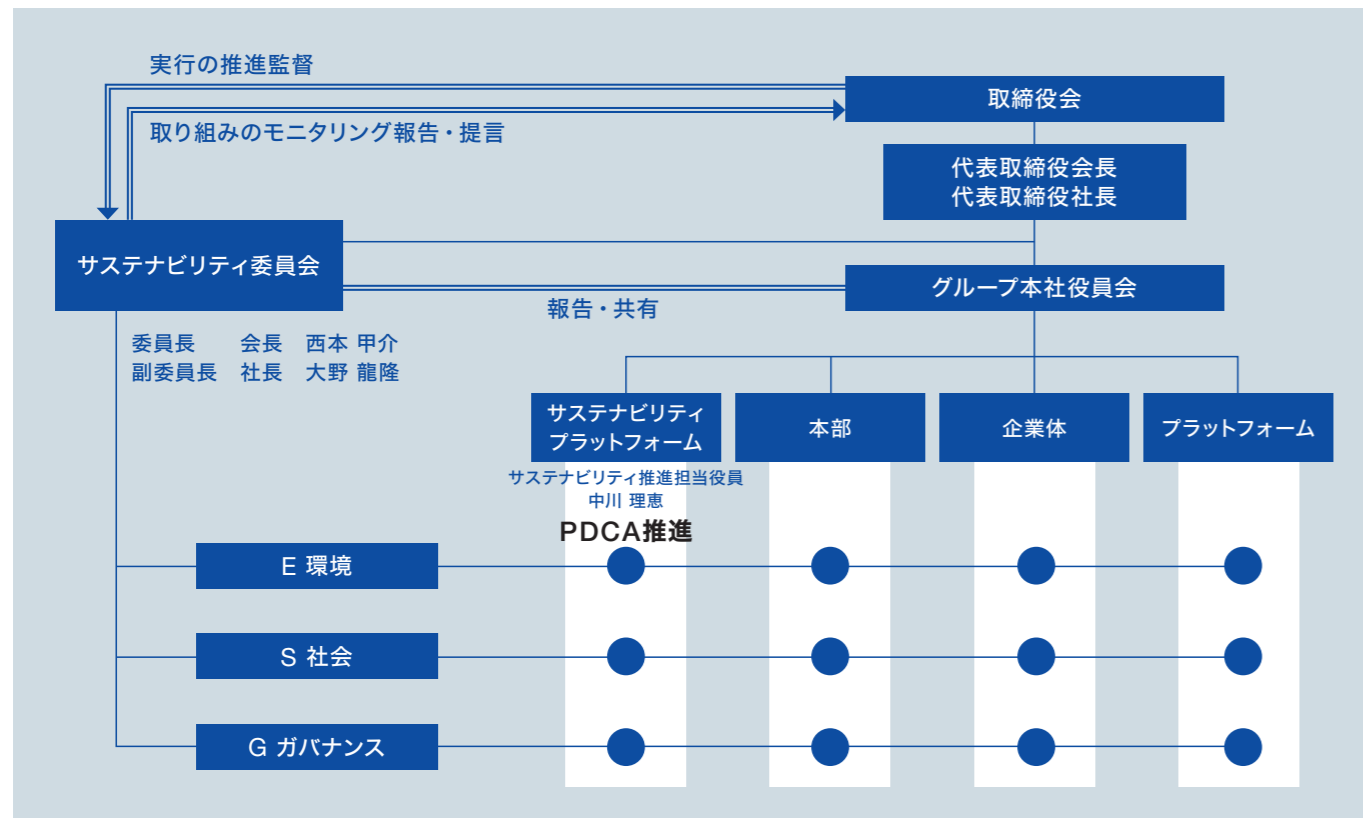 実行の推進監督
取締役会
取り組みのモニタリング報告・提言
代表取締役会長
代表取締役社長
サステナビリティ委員会
グループ本社役員会
報告・共有
委員長 会長 西本 甲介
副委員長 社長 大野 龍隆
サステナビリティ
プラットフォーム
本部
企業体
プラットフォーム
サステナビリティ推進担当役員
中川 理恵
PDCA推進
E 環境
S 社会
G ガバナンス